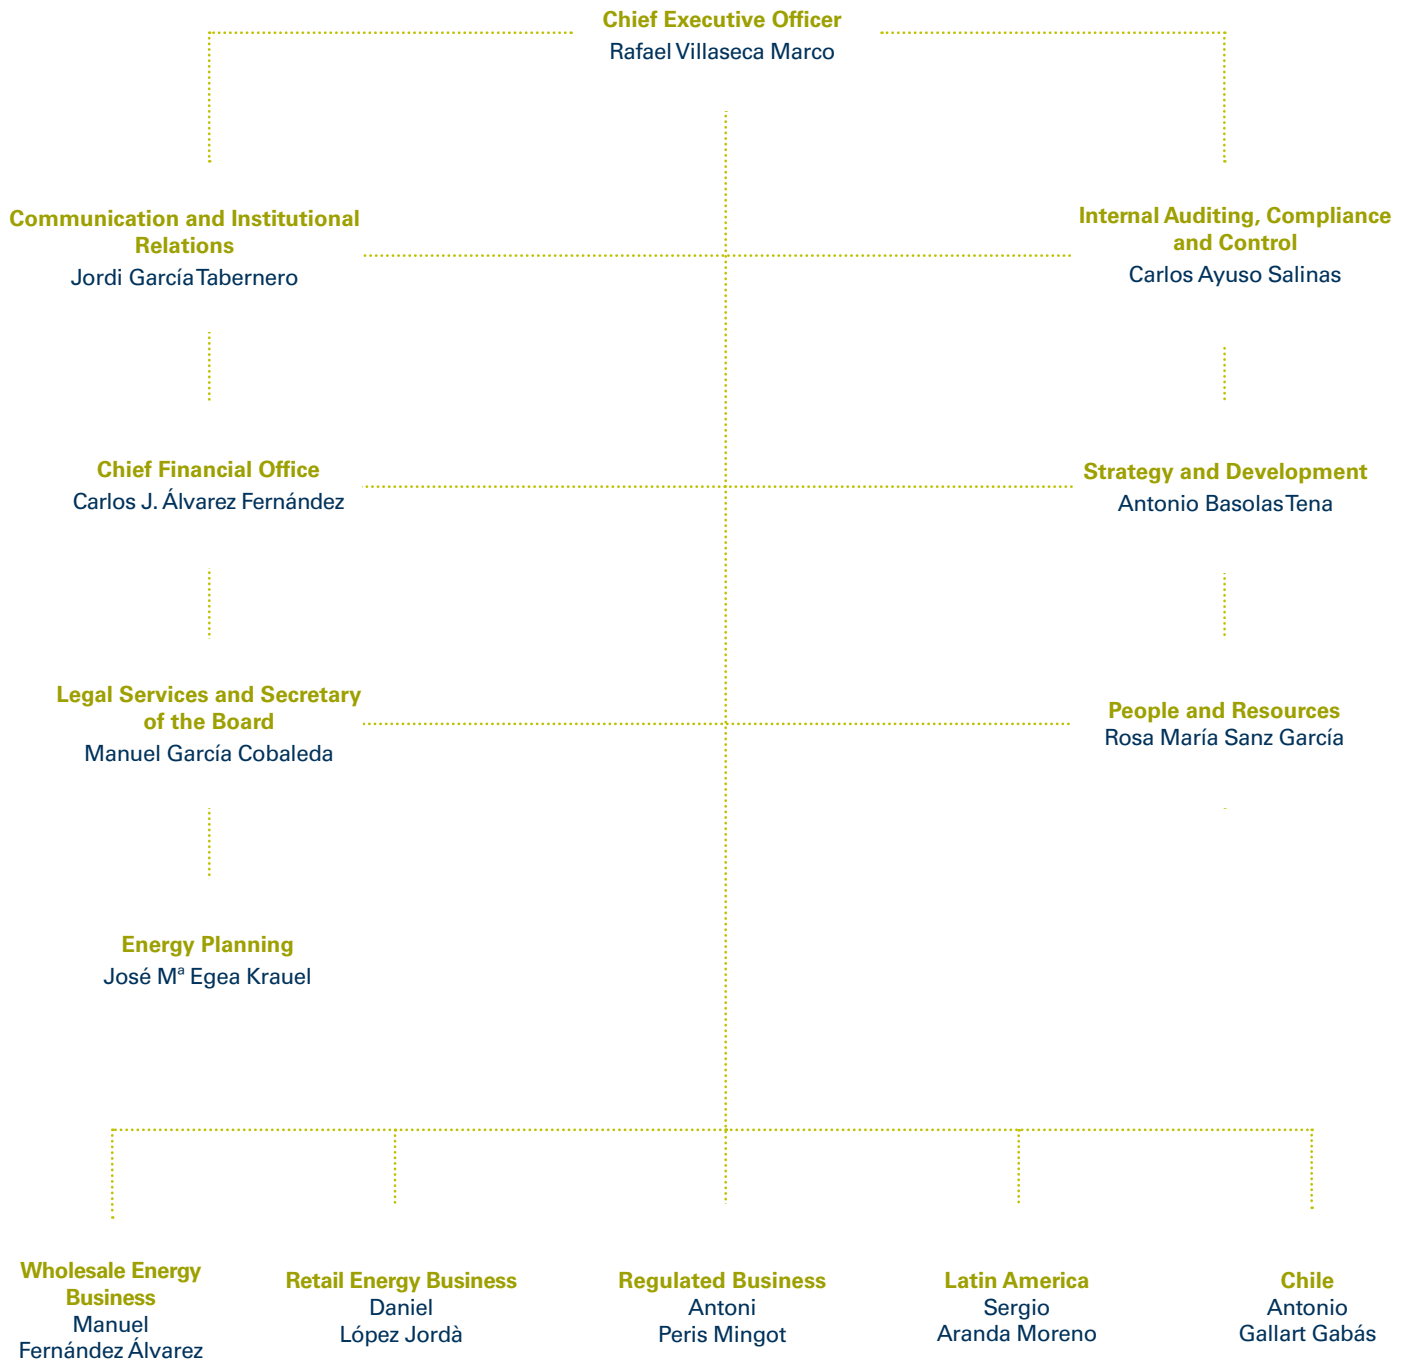 Chief Executive Officer
Rafael Villaseca Marco
Communication and Institutional
Relations
Jordi García Tabernero
Internal Auditing, Compliance
and Control
Carlos Ayuso Salinas
Chief Financial Office
Carlos J. Álvarez Fernández
Strategy and Development
Antonio Basolas Tena
Legal Services and Secretary
of the Board
Manuel García Cobaleda
People and Resources
Rosa María Sanz García
Energy Planning
José Mª Egea Krauel
Wholesale Energy
Business
Manuel
Fernández Álvarez
Retail Energy Business
Daniel
López Jordà
Regulated Business
Antoni
Peris Mingot
Latin America
Sergio
Aranda Moreno
Chile
Antonio
Gallart Gabás